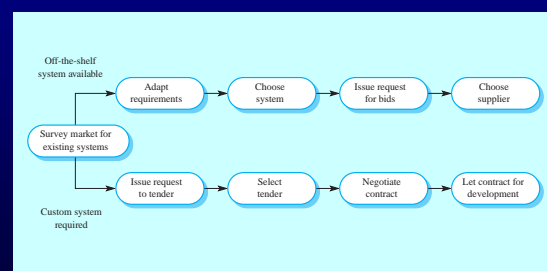 Off-the-shelf
system available
Adapt
requirements
Choose
system
Issue request
for bids
Choose
supplier
Survey market for
existing systems
Issue request
to tender
Select
tender
Negotiate
contract
Let contract for
development
Custom system
required